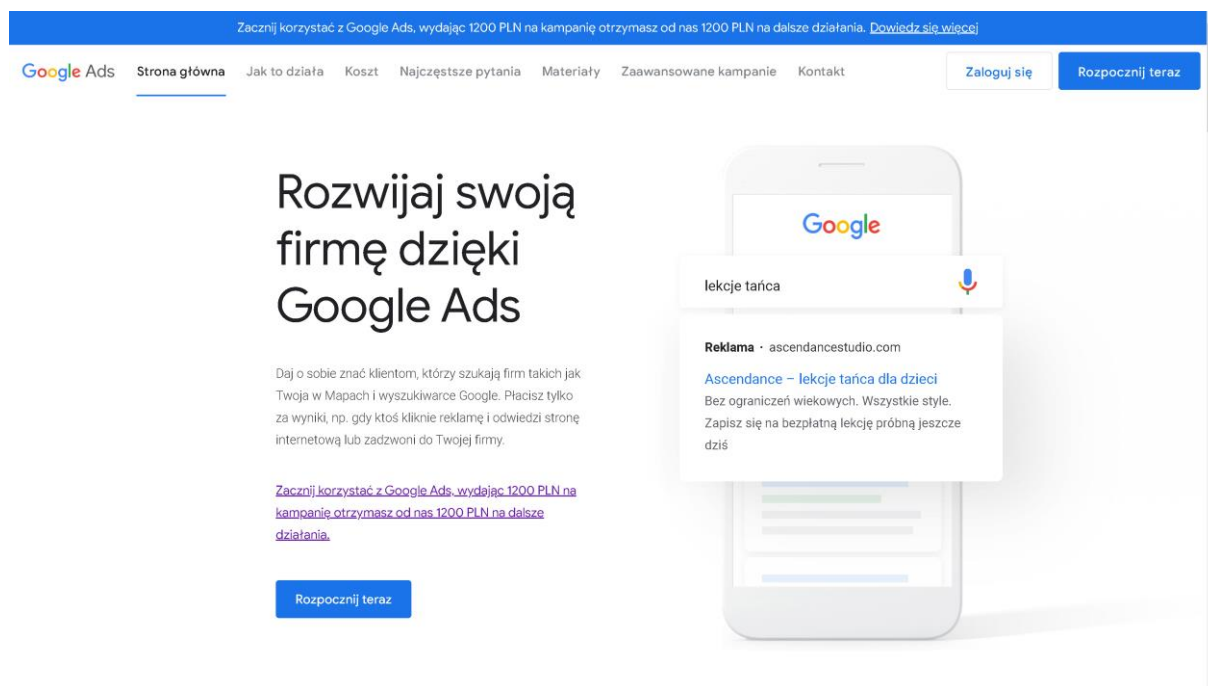 Zacznij korzystać z Google Ads, wydając 1200 PLN na kampanię otrzymasz od nas 1200 PLN na dalsze działania. Dowiedz się więcej
Google Ads Strona główna Jak to działa Koszt Najczęstsze pytania Materiały Zaawansowane kampanie Kontakt Zaloguj się Rozpocznij teraz
Rozwijaj swoją
firmę dzięki
Google Ads
Daj o sobie znać klientom, którzy szukają firm takich jak
Twoja w Mapach i wyszukiwarce Google. Płacisz tylko
za wyniki, np. gdy ktoś kliknie reklamę i odwiedzi stronę
internetową lub zadzwoni do Twojej firmy.
Zacznij korzystać z Google Ads, wydając 1200 PLN na
kampanię otrzymasz od nas 1200 PLN na dalsze
działania.
Rozpocznij teraz
Google
lekcje tańca
Reklama · ascendancestudio.com
Ascendance – lekcje tańca dla dzieci
Bez ograniczeń wiekowych. Wszystkie style.
Zapisz się na bezpłatną lekcję próbną jeszcze
dziś